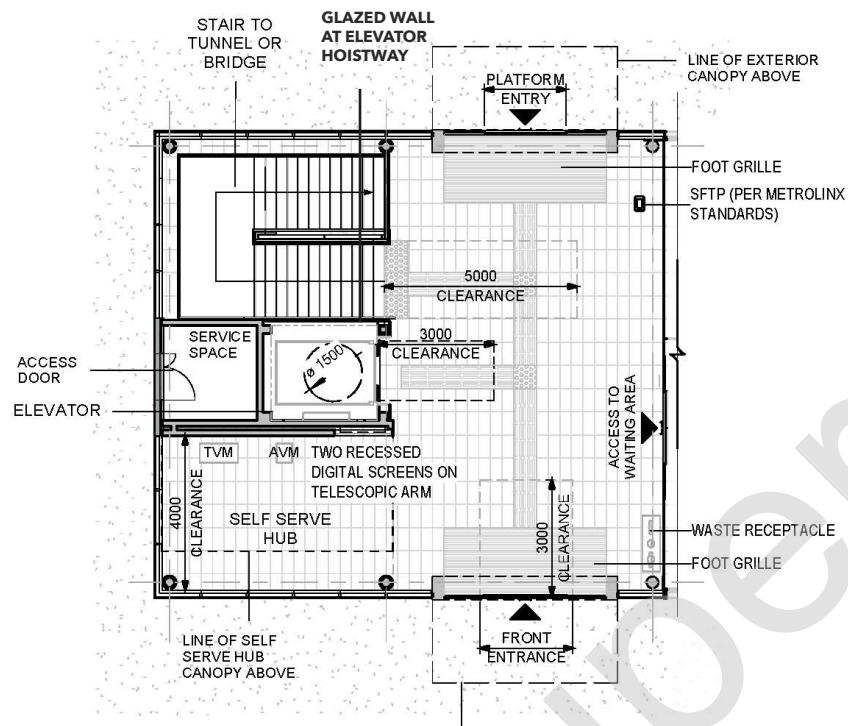 STAIR TO
TUNNEL OR
BRIDGE
GLAZED WALL
AT ELEVATOR
HOISTWAY
PLATFORM
ENTRY
LINE OF EXTERIOR
CANOPY ABOVE
FOOT GRILLE
SFTP (PER METROLINX
STANDARDS)
5000
CLEARANCE
3000
CLEARANCE
SERVICE
SPACE
ø 1500
ACCESS
DOOR
ELEVATOR
ACCESS TO
WAITING AREA
TVM
AVM
TWO RECESSED
DIGITAL SCREENS ON
TELESCOPIC ARM
4000
CLEARANCE
SELF SERVE
HUB
3000
CLEARANCE
WASTE RECEPTACLE
FOOT GRILLE
LINE OF SELF
SERVE HUB
CANOPY ABOVE
FRONT
ENTRANCE